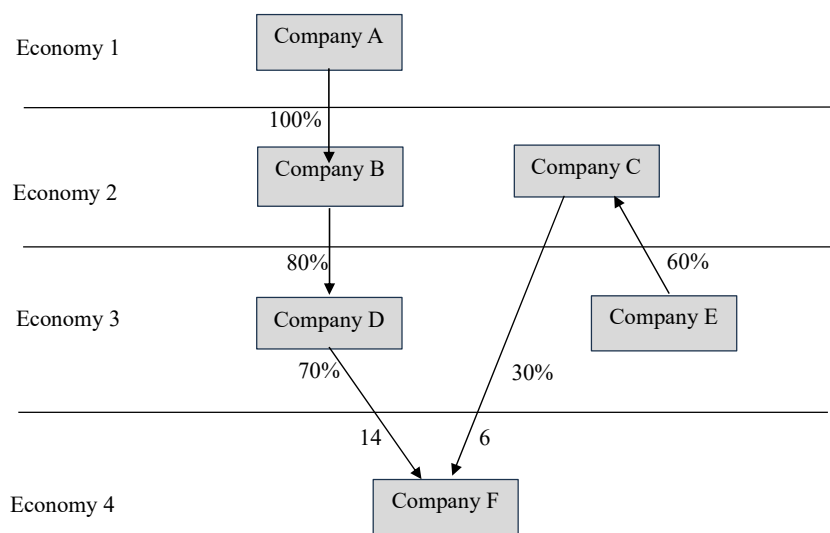 Economy 1
Company A
100%
Economy 2
Company B
Company C
80%
60%
Economy 3
Company D
Company E
70%
30%
14
6
Economy 4
Company F